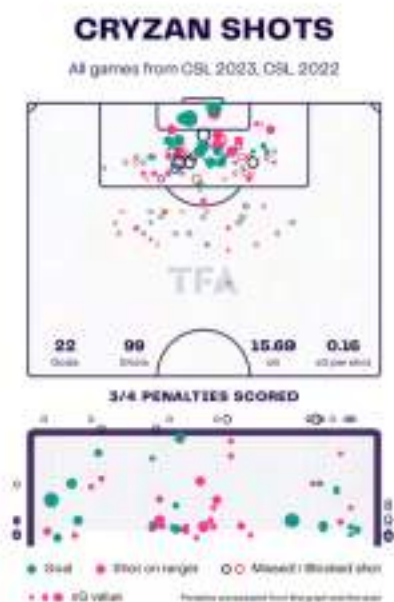 CRYZAN SHOTS
All games from CSL 2023, CSL 2022
TFA
22 99 15.69 0.16
Goals Shots xG xG per shot
3/4 PENALTIES SCORED
Goal Shot on target Missed / Blocked shot
xG value